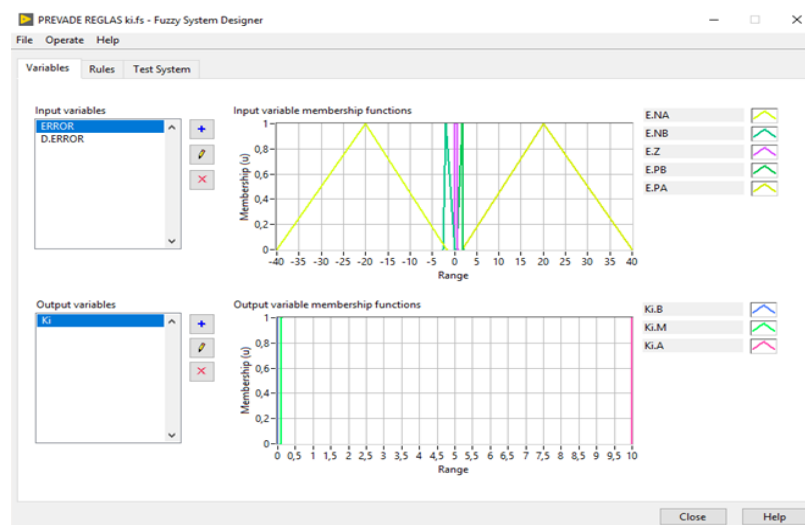 PREVADE REGLAS ki.fs - Fuzzy System Designer
File Operate Help
Variables Rules Test System
Input variables
ERROR
D.ERROR
Input variable membership functions
Membership (u)
1
0,8
0,6
0,4
0,2
0
-40 -35 -30 -25 -20 -15 -10 -5 0 5 10 15 20 25 30 35 40
Range
E.NA
E.NB
E.Z
E.PB
E.PA
Output variables
Ki
Output variable membership functions
Membership (u)
1
0,8
0,6
0,4
0,2
0
0 0,5 1 1,5 2 2,5 3 3,5 4 4,5 5 5,5 6 6,5 7 7,5 8 8,5 9 9,5 10
Range
Ki.B
Ki.M
Ki.A
Close Help